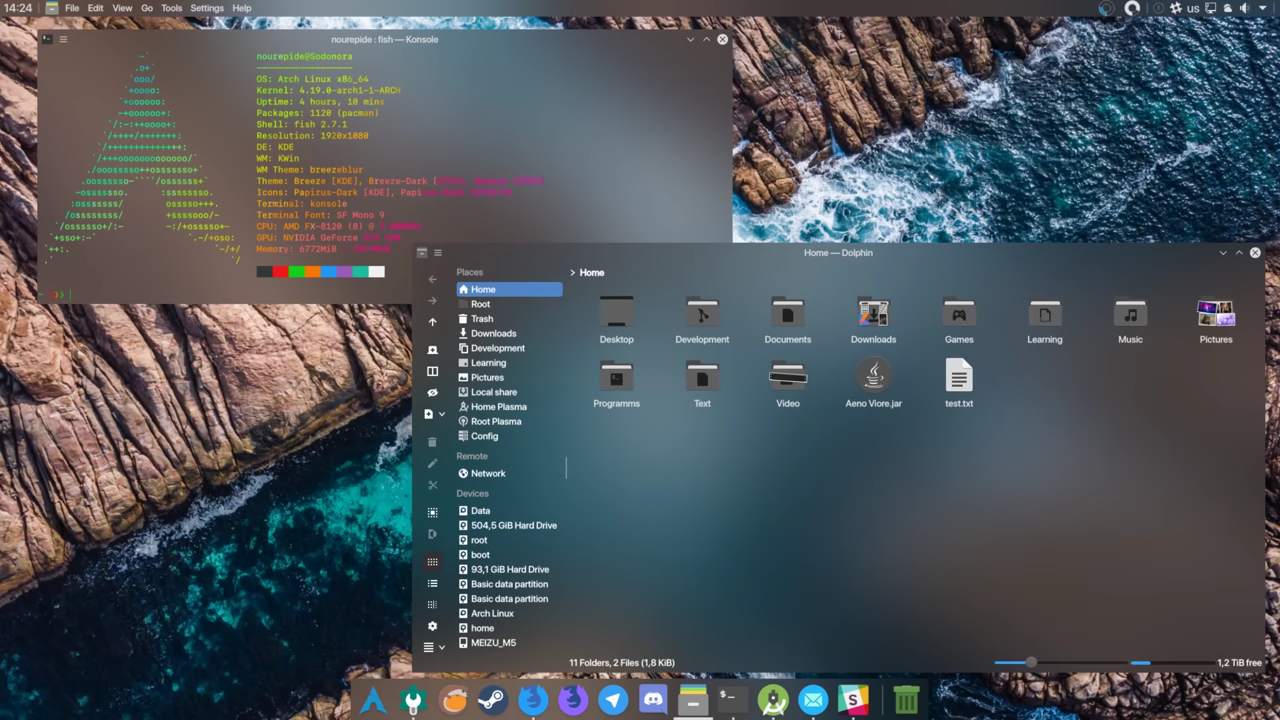 14:24 File Edit View Go Tools Settings Help us
nourepide : fish — Konsole
nourepide@Sodonora
OS: Arch Linux x86_64
Kernel: 4.19.0-arch1-1-ARCH
Uptime: 4 hours, 10 mins
Packages: 1120 (pacman)
Shell: fish 2.7.1
Resolution: 1920x1080
DE: KDE
WM: KWin
WM Theme: breezeblur
Theme: Breeze [KDE], Breeze-Dark
Icons: Papirus-Dark [KDE],
Terminal: konsole
Terminal Font: SF Mono 9
CPU: AMD FX-8120 (8) @
GPU: NVIDIA GeForce
Memory: 6772MiB
Home — Dolphin
Places
Home
Root
Trash
Downloads
Development
Learning
Pictures
Local share
Home Plasma
Root Plasma
Config
Remote
Network
Devices
Data
504,5 GiB Hard Drive
root
boot
93,1 GiB Hard Drive
Basic data partition
Basic data partition
Arch Linux
home
MEIZU_M5
> Home
Desktop Development Documents Downloads Games Learning Music Pictures
Programms Text Video Aeno Viore.jar test.txt
11 Folders, 2 Files (1,8 KiB)
1,2 TiB free